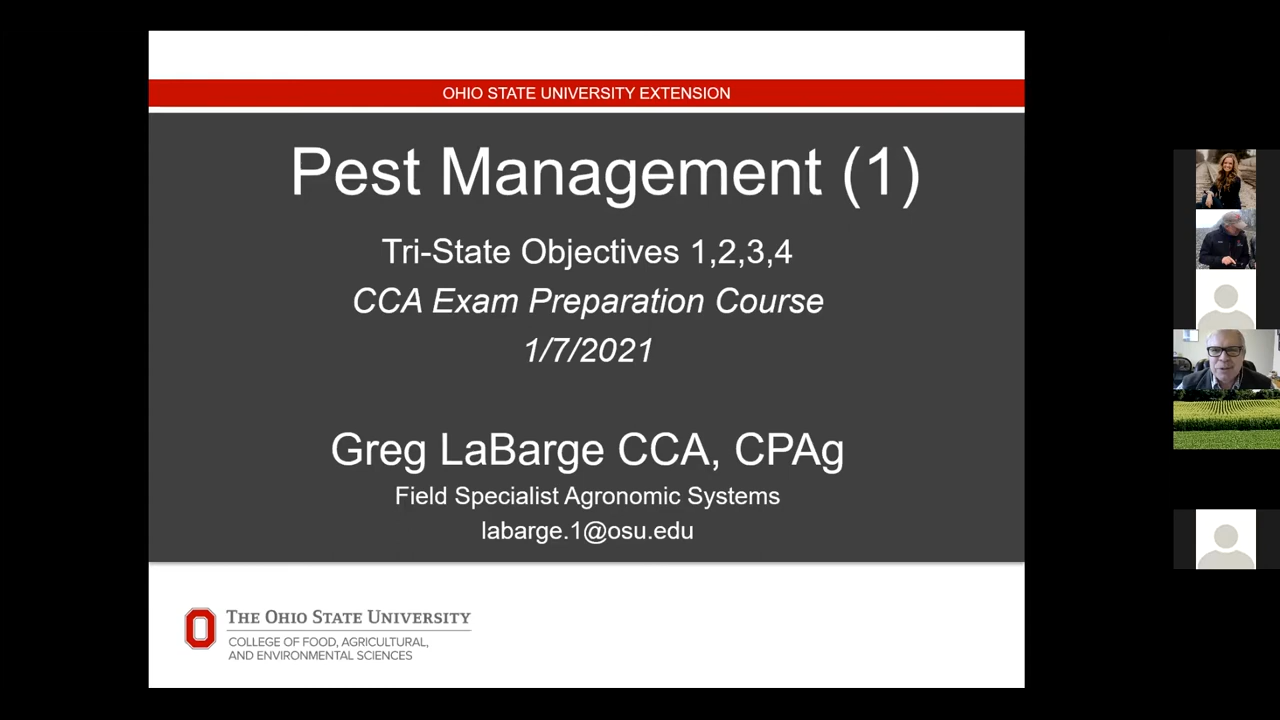 OHIO STATE UNIVERSITY EXTENSION
Pest Management (1)
Tri-State Objectives 1,2,3,4
CCA Exam Preparation Course
1/7/2021
Greg LaBarge CCA, CPAg
Field Specialist Agronomic Systems
labarge.1@osu.edu
THE OHIO STATE UNIVERSITY
COLLEGE OF FOOD, AGRICULTURAL,
AND ENVIRONMENTAL SCIENCES